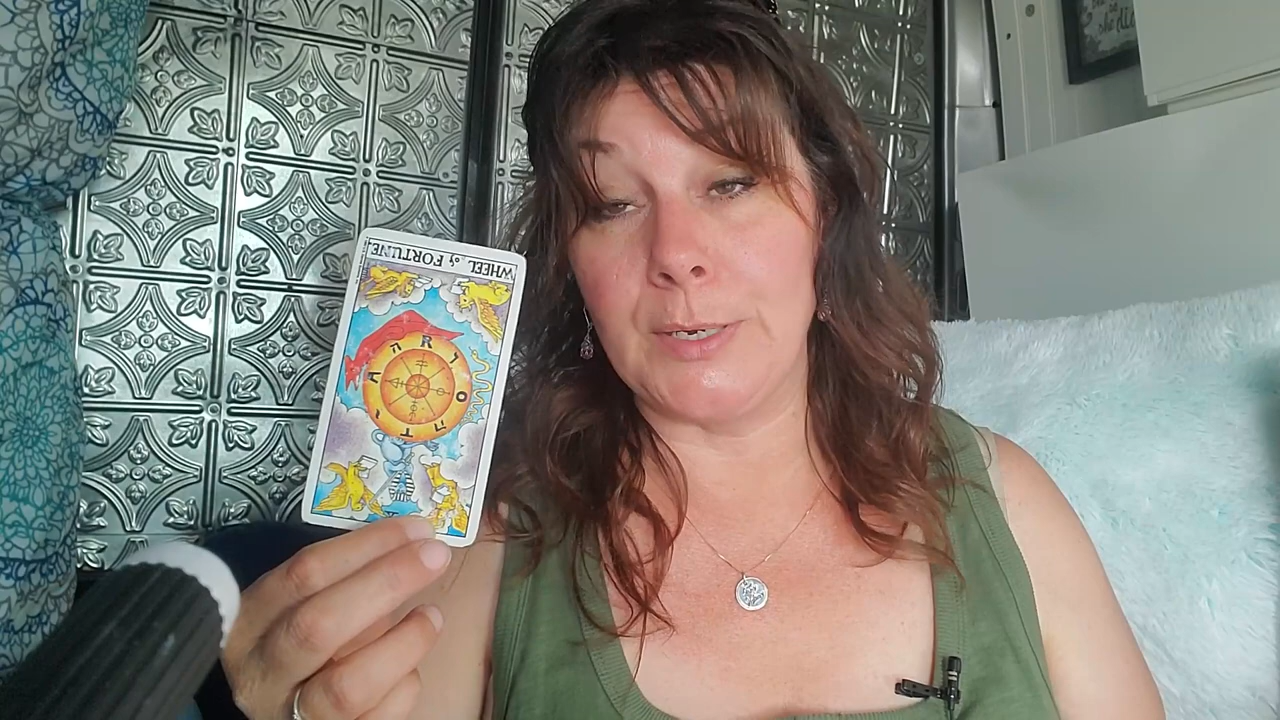 WHEEL of FORTUNE.
R
ה ו
A O
י ה
T